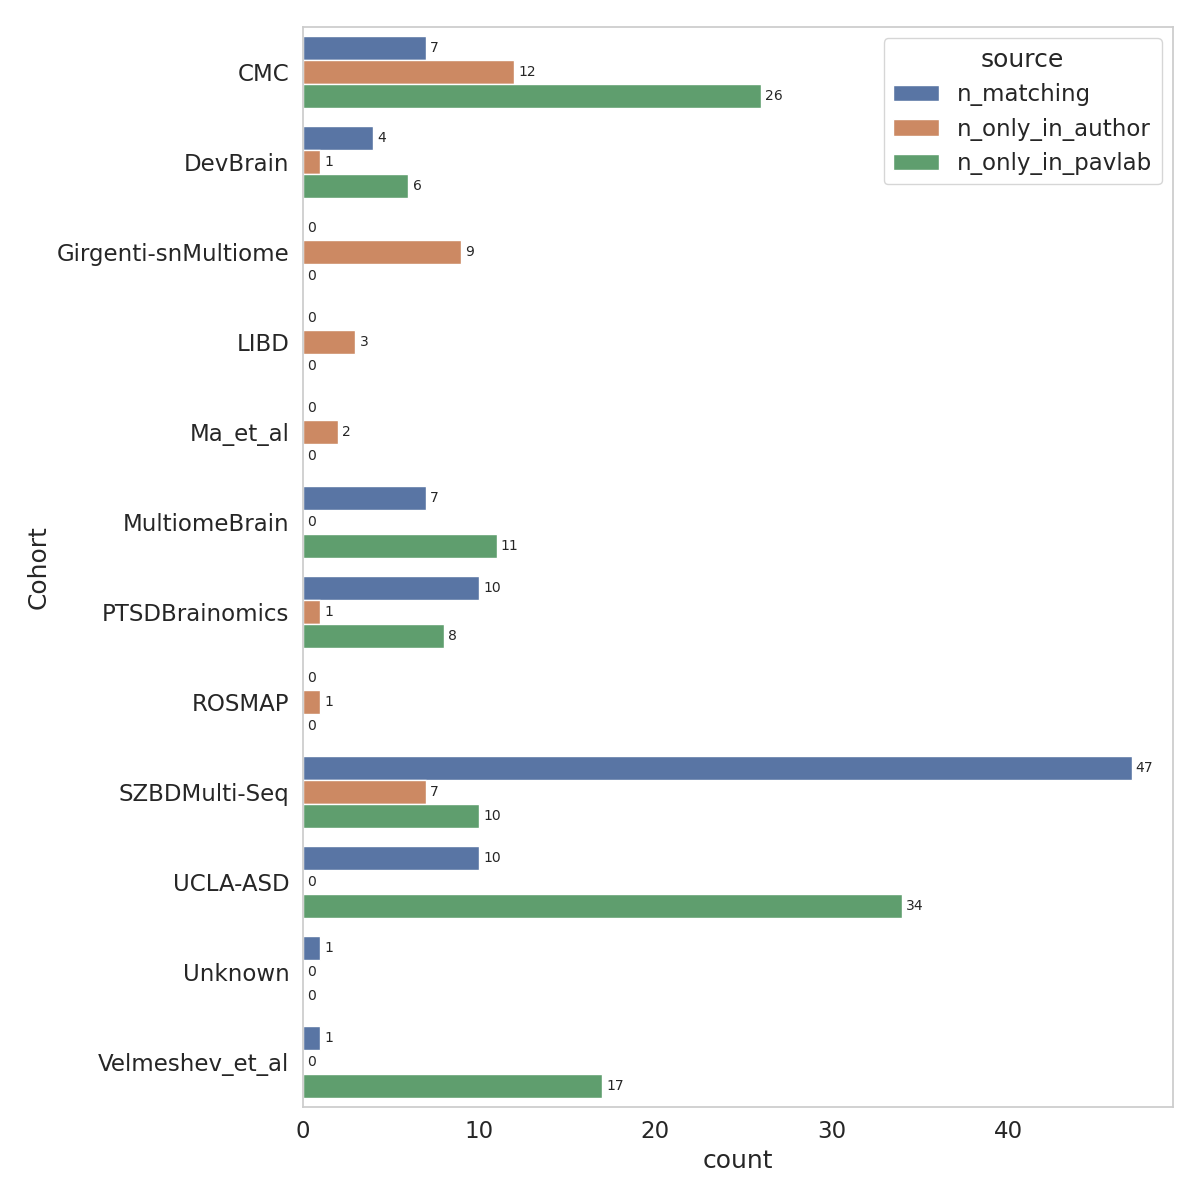 source
n_matching
n_only_in_author
n_only_in_pavlab
Cohort
CMC
7
12
26
DevBrain
4
1
6
Girgenti-snMultiome
0
9
0
LIBD
0
3
0
Ma_et_al
0
2
0
MultiomeBrain
7
0
11
PTSDBrainomics
10
1
8
ROSMAP
0
1
0
SZBDMulti-Seq
47
7
10
UCLA-ASD
10
0
34
Unknown
1
0
0
Velmeshev_et_al
1
0
17
0 10 20 30 40
count